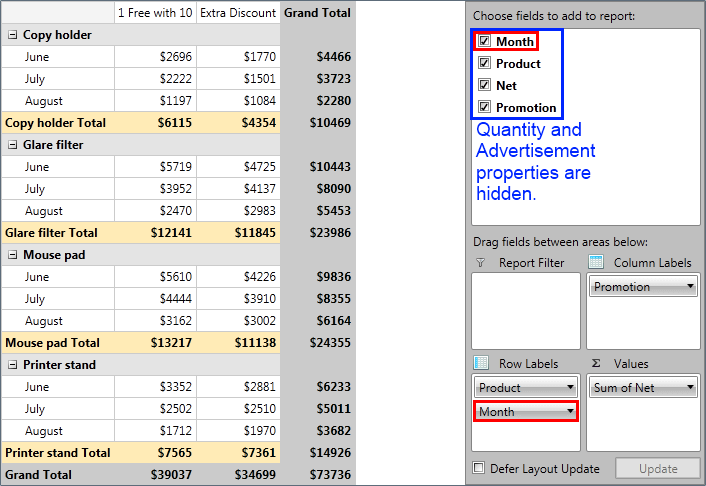 1 Free with 10 Extra Discount Grand Total
Copy holder
June $2696 $1770 $4466
July $2222 $1501 $3723
August $1197 $1084 $2280
Copy holder Total $6115 $4354 $10469
Glare filter
June $5719 $4725 $10443
July $3952 $4137 $8090
August $2470 $2983 $5453
Glare filter Total $12141 $11845 $23986
Mouse pad
June $5610 $4226 $9836
July $4444 $3910 $8355
August $3162 $3002 $6164
Mouse pad Total $13217 $11138 $24355
Printer stand
June $3352 $2881 $6233
July $2502 $2510 $5011
August $1712 $1970 $3682
Printer stand Total $7565 $7361 $14926
Grand Total $39037 $34699 $73736
Choose fields to add to report:
Month
Product
Net
Promotion
Quantity and
Advertisement
properties are
hidden.
Drag fields between areas below:
Report Filter
Column Labels
Promotion
Row Labels
Σ Values
Product
Month
Sum of Net
Defer Layout Update
Update